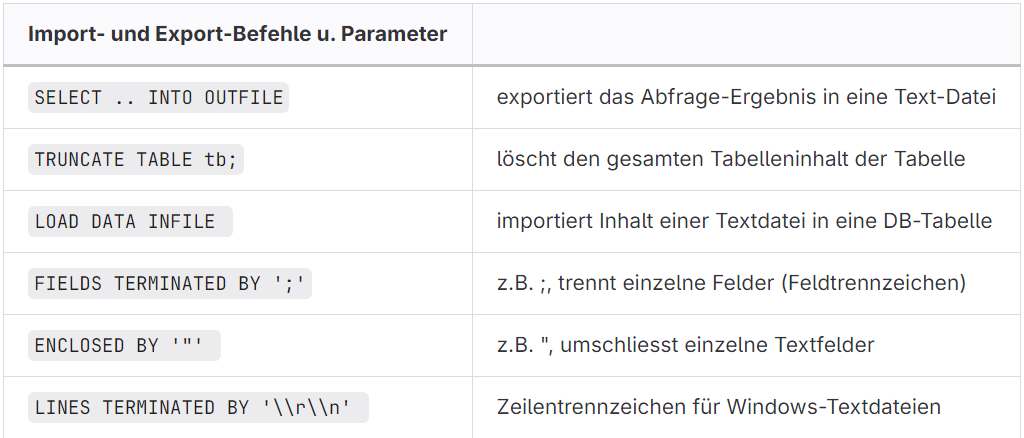 Import- und Export-Befehle u. Parameter
SELECT .. INTO OUTFILE exportiert das Abfrage-Ergebnis in eine Text-Datei
TRUNCATE TABLE tb; löscht den gesamten Tabelleninhalt der Tabelle
LOAD DATA INFILE importiert Inhalt einer Textdatei in eine DB-Tabelle
FIELDS TERMINATED BY ';' z.B. ;, trennt einzelne Felder (Feldtrennzeichen)
ENCLOSED BY '"' z.B. ", umschliesst einzelne Textfelder
LINES TERMINATED BY '\\r\\n' Zeilentrennzeichen für Windows-Textdateien